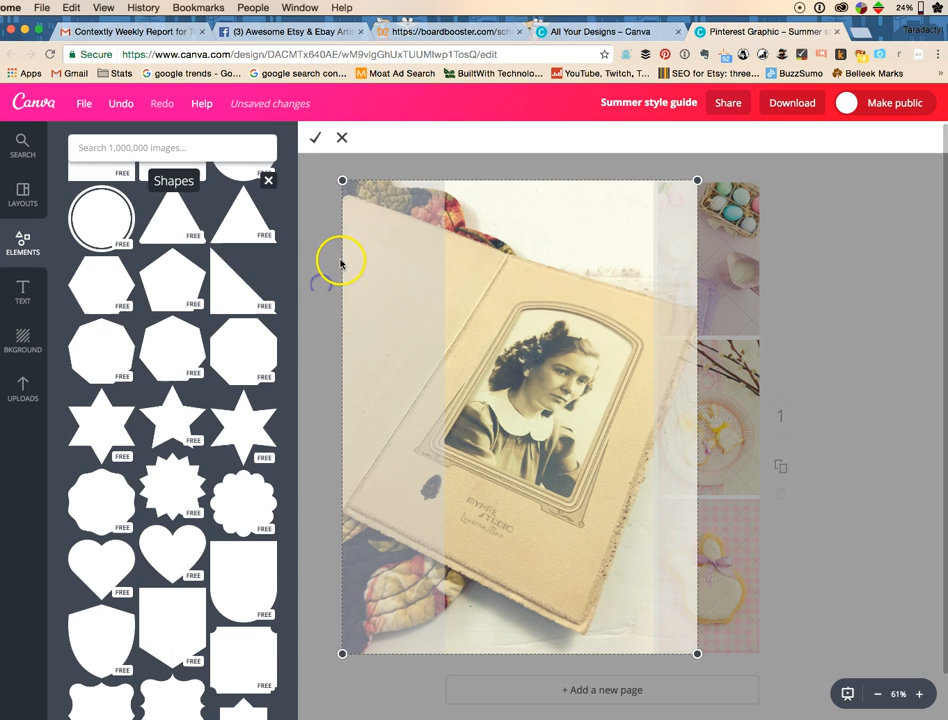 ome File Edit View History Bookmarks People Window Help 24%
Contextly Weekly Report for T
(3) Awesome Etsy & Ebay Arti
https://boardbooster.com/sch
All Your Designs – Canva
Pinterest Graphic – Summer s
Taradactyl
Secure https://www.canva.com/design/DACMTx640AE/wM9vlgGhUxTUUMlwp1TosQ/edit
Apps Gmail Stats google trends - Go... google search con... Moat Ad Search BuiltWith Technolo... YouTube, Twitch, T... SEO for Etsy: three... BuzzSumo Belleek Marks »
Canva File Undo Redo Help Unsaved changes Summer style guide Share Download Make public
SEARCH
LAYOUTS
ELEMENTS
TEXT
BKGROUND
UPLOADS
Search 1,000,000 images...
Shapes
FREE FREE
FREE FREE FREE
FREE FREE FREE
FREE FREE FREE
FREE FREE FREE
FREE FREE FREE
FREE FREE FREE
FREE FREE FREE
STUDIO
1
+ Add a new page
61%